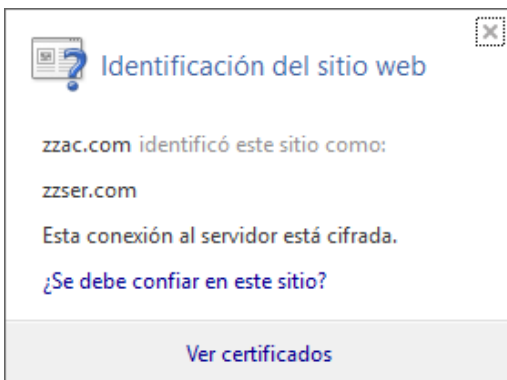 Identificación del sitio web
zzac.com identificó este sitio como:
zzser.com
Esta conexión al servidor está cifrada.
¿Se debe confiar en este sitio?
Ver certificados